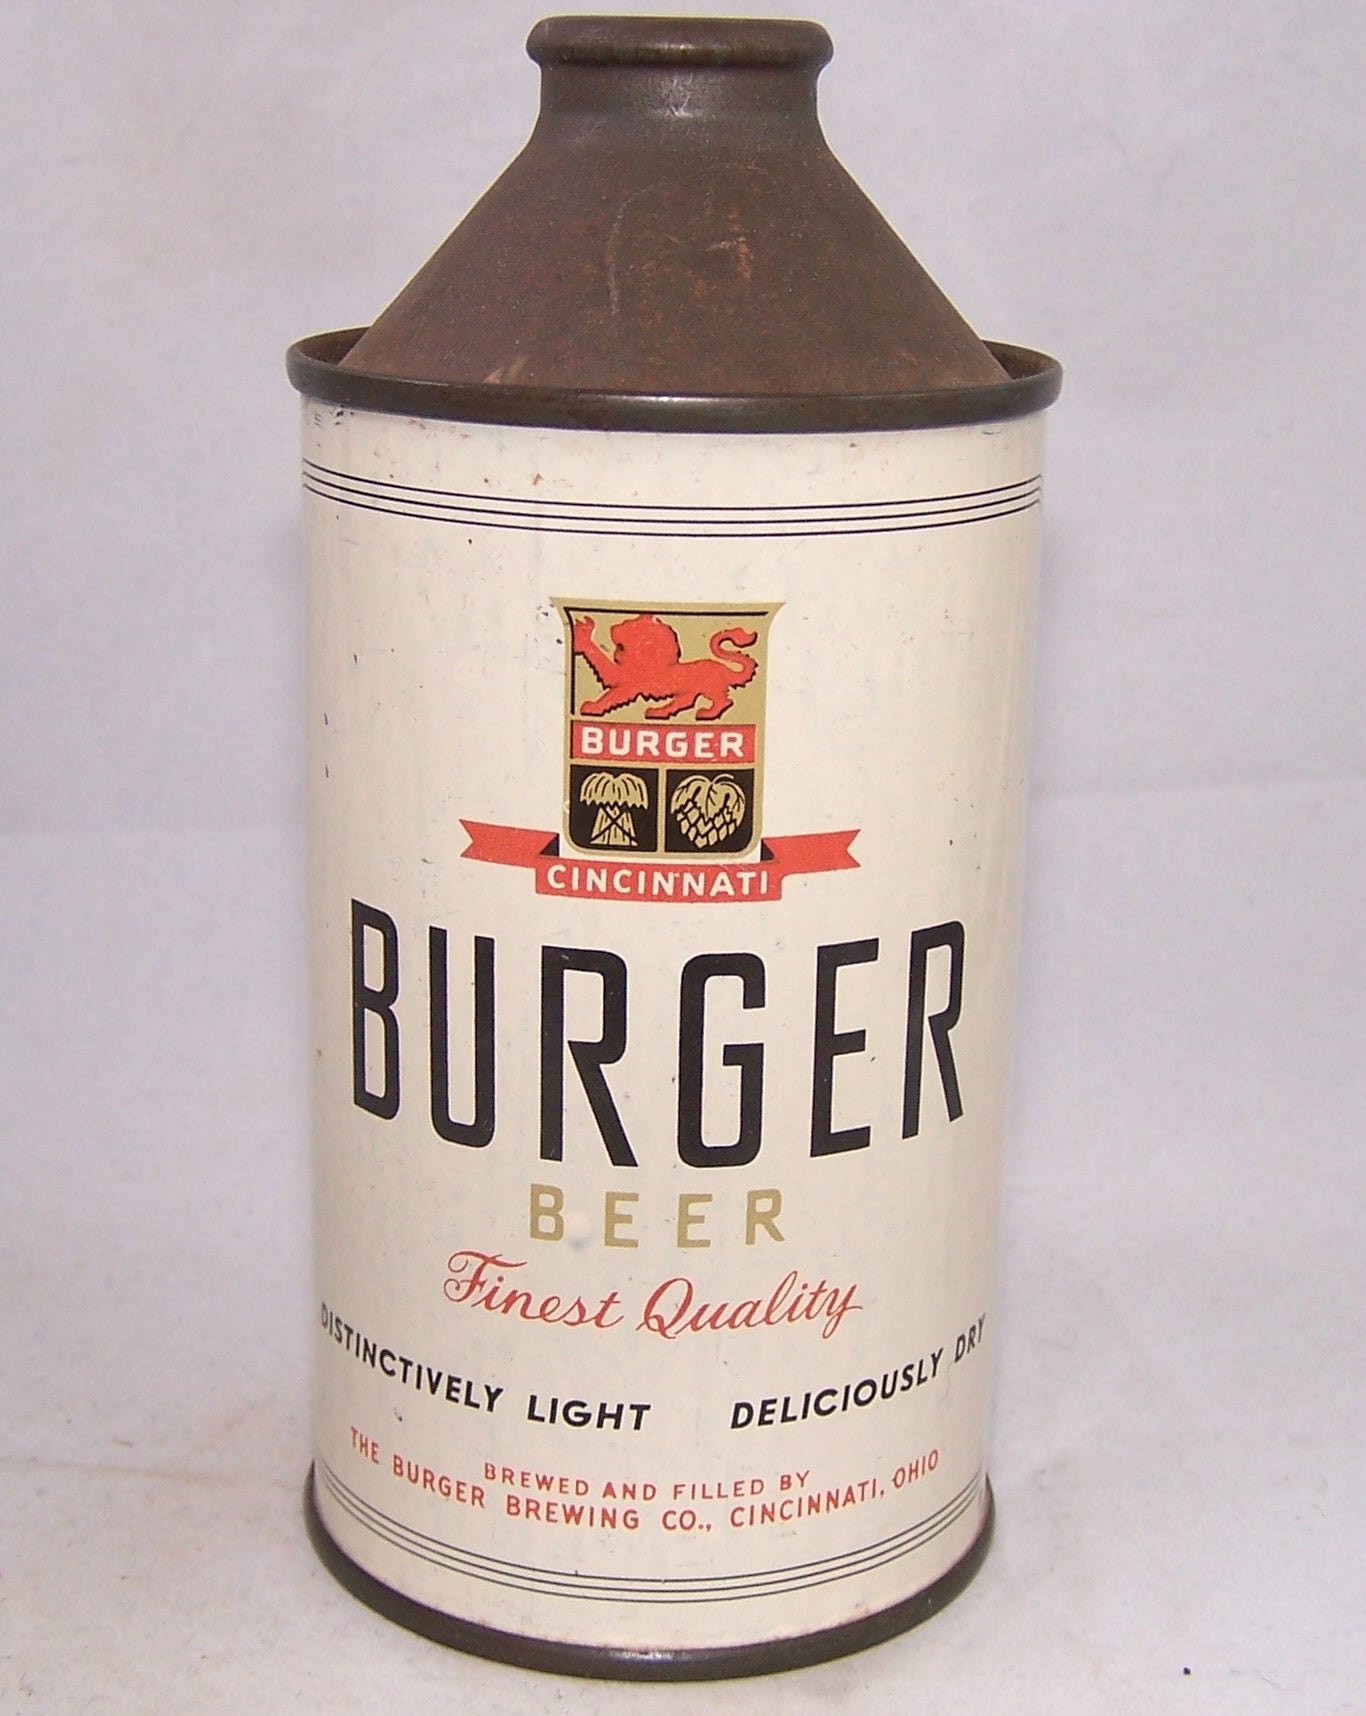 BURGER
CINCINNATI
BURGER
BEER
Finest Quality
DISTINCTIVELY LIGHT DELICIOUSLY DRY
BREWED AND FILLED BY
THE BURGER BREWING CO., CINCINNATI, OHIO